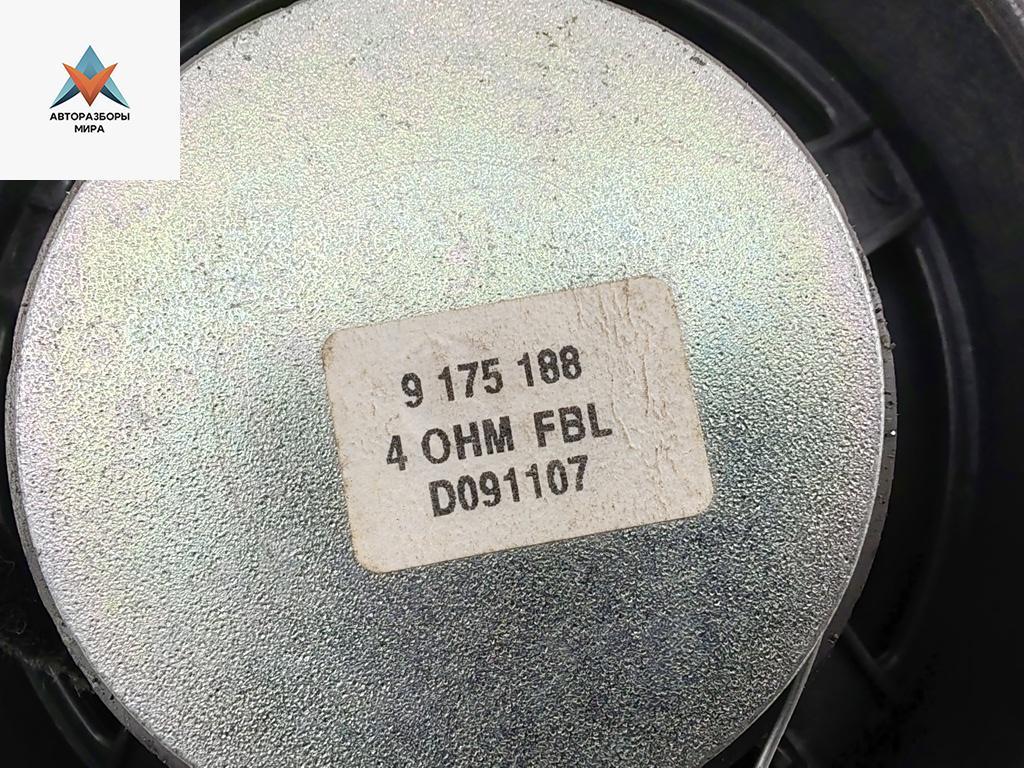 АВТОРАЗБОРЫ
МИРА
9 175 188
4 OHM FBL
D091107